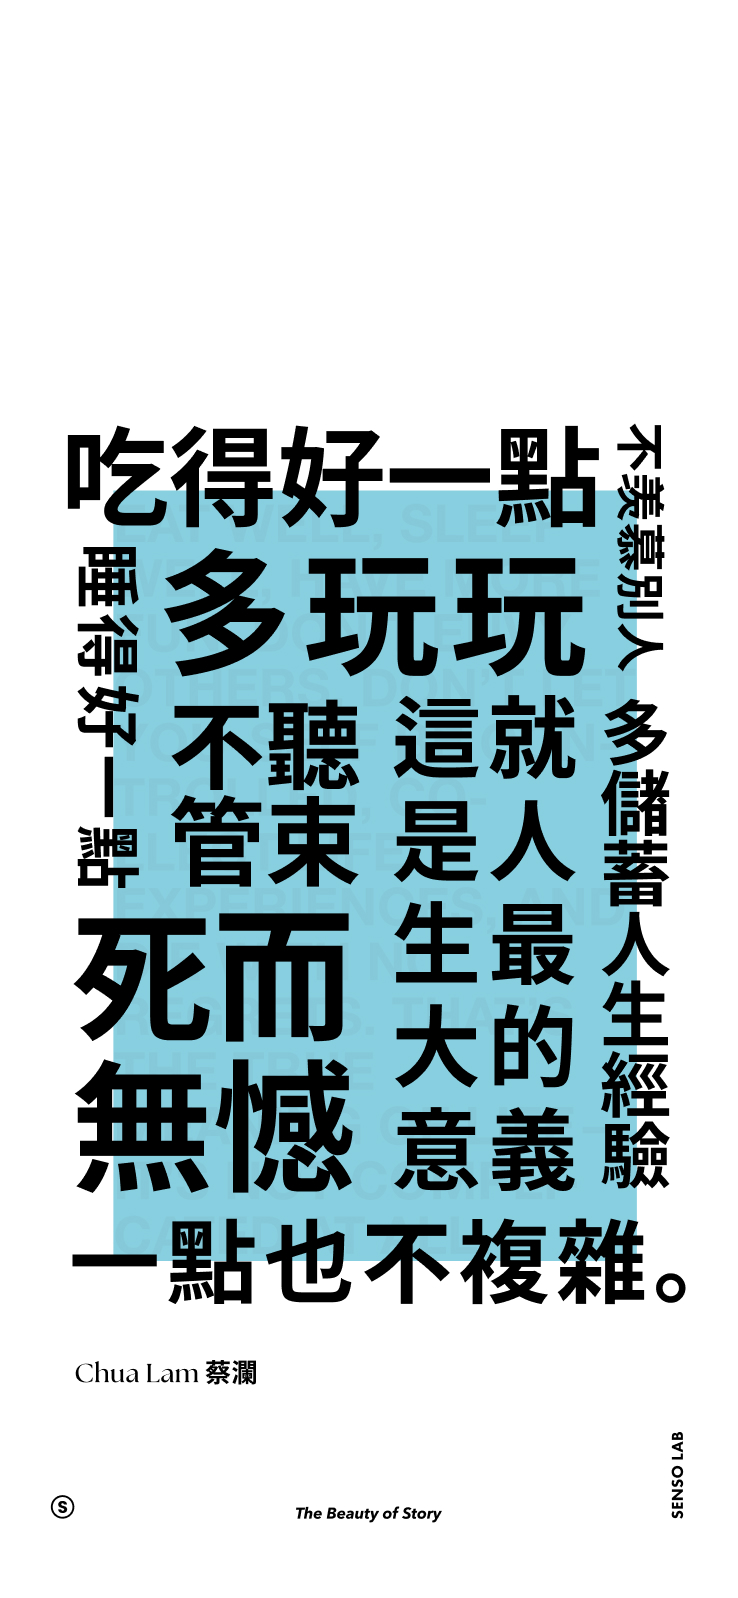 吃得好一點
睡得好一點
多玩玩
不羨慕別人
不聽
管束
多儲蓄人生經驗
死而
無憾
這就
是人
生最
大的
意義
一點也不複雜。
Chua Lam 蔡瀾
SENSO LAB
S
The Beauty of Story